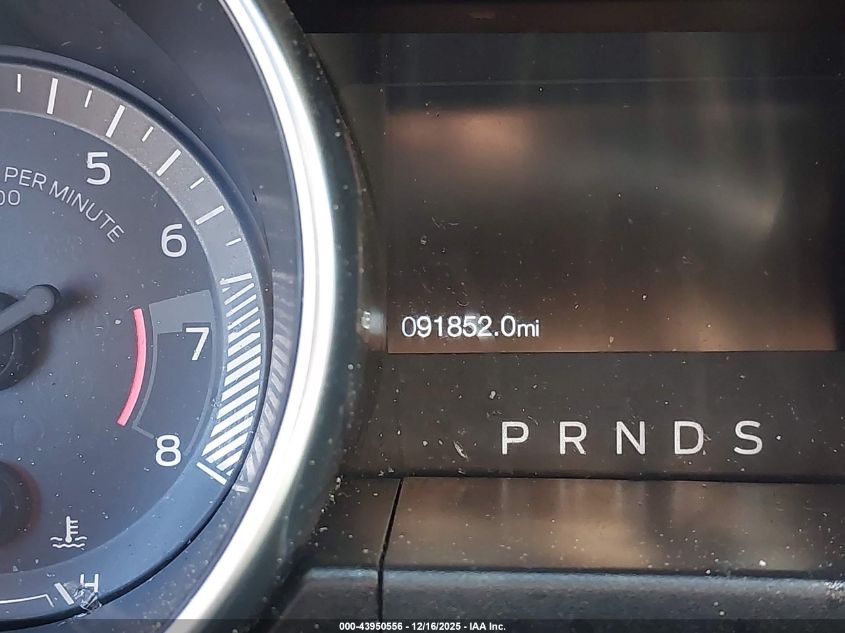 5
PER MINUTE
00
6
7
8
H
091852.0mi
P R N D S
000-43950556 - 12/16/2025 - IAA Inc.